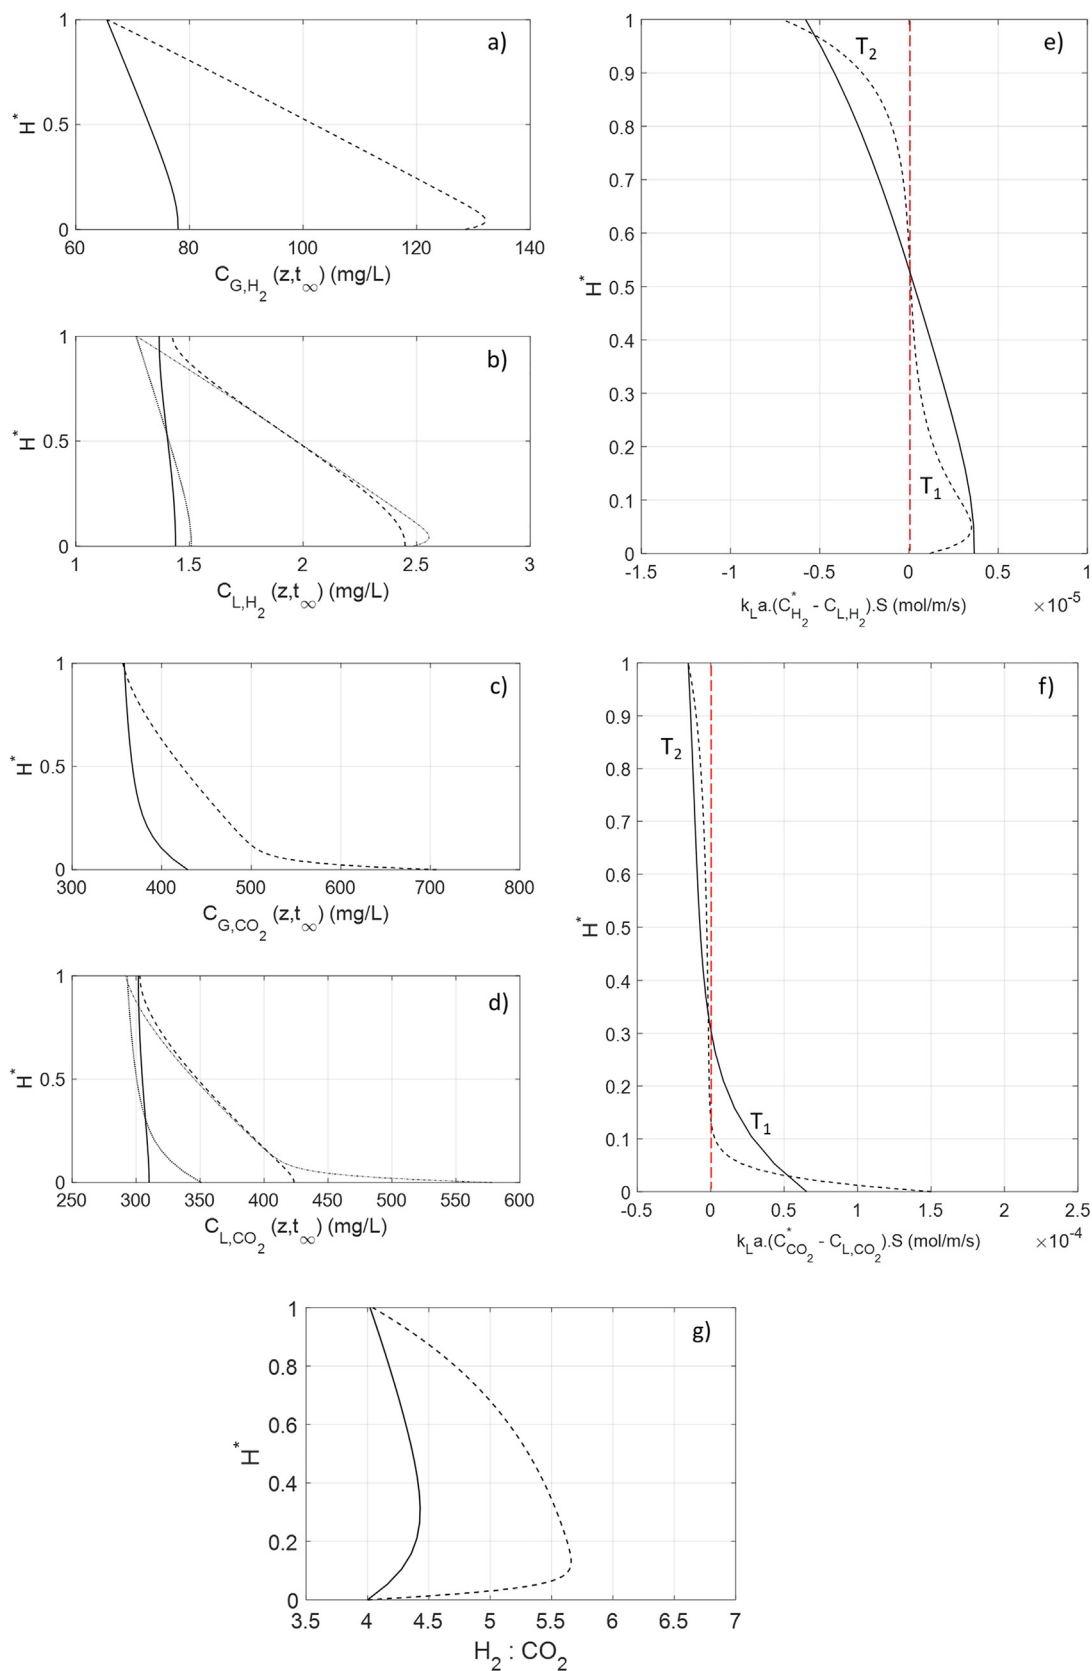 a)
1
0.5
0
H*
60 80 100 120 140
C_G,H2 (z,t∞) (mg/L)
b)
1
0.5
0
H*
1 1.5 2 2.5 3
C_L,H2 (z,t∞) (mg/L)
c)
1
0.5
0
H*
300 400 500 600 700 800
C_G,CO2 (z,t∞) (mg/L)
d)
1
0.5
0
H*
250 300 350 400 450 500 550 600
C_L,CO2 (z,t∞) (mg/L)
e)
T2
T1
1
0.9
0.8
0.7
0.6
0.5
0.4
0.3
0.2
0.1
0
H*
-1.5 -1 -0.5 0 0.5 1
k_La.(C*_H2 - C_L,H2).S (mol/m/s) ×10^-5
f)
T2
T1
1
0.9
0.8
0.7
0.6
0.5
0.4
0.3
0.2
0.1
0
H*
-0.5 0 0.5 1 1.5 2 2.5
k_La.(C*_CO2 - C_L,CO2).S (mol/m/s) ×10^-4
g)
1
0.8
0.6
0.4
0.2
0
H*
3.5 4 4.5 5 5.5 6 6.5 7
H2 : CO2